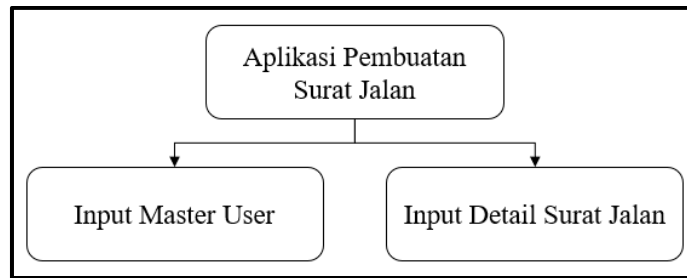 Aplikasi Pembuatan
Surat Jalan
Input Master User
Input Detail Surat Jalan